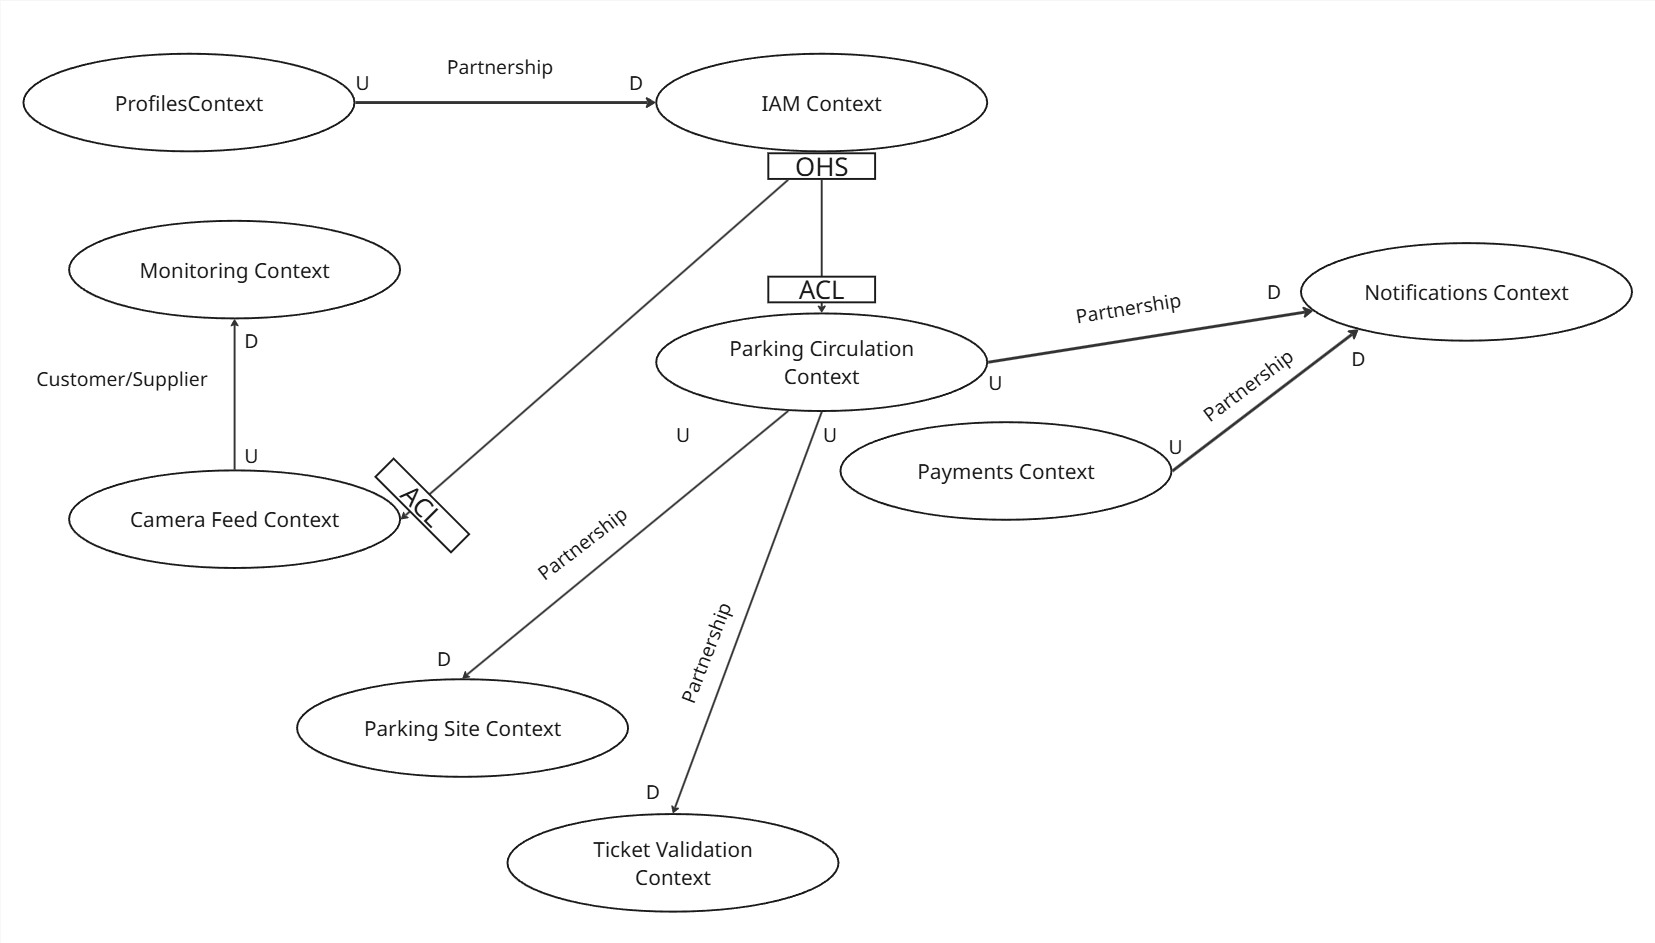 Partnership
U
D
ProfilesContext
IAM Context
OHS
Monitoring Context
D
Customer/Supplier
U
Camera Feed Context
ACL
ACL
Parking Circulation
Context
Partnership
D
Notifications Context
U
Partnership
D
U
Payments Context
U
U
Partnership
D
Parking Site Context
Partnership
D
Ticket Validation
Context